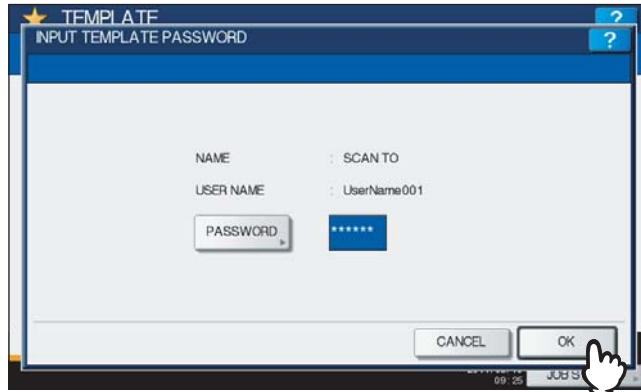 TEMPLATE ?
INPUT TEMPLATE PASSWORD ?
NAME : SCAN TO
USER NAME : UserName001
PASSWORD ******
CANCEL OK
09:25 JOB S